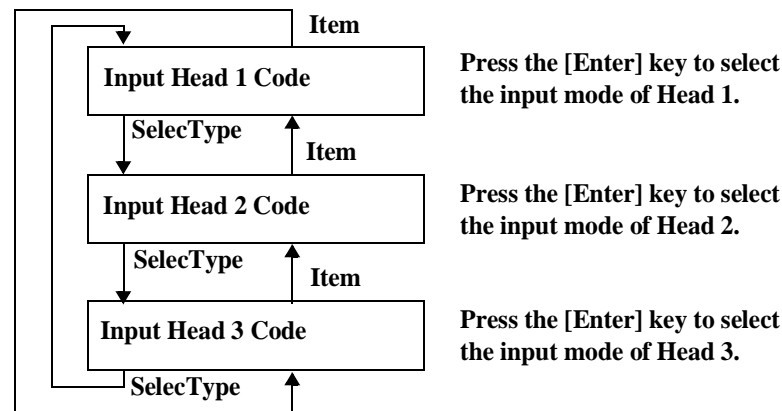 Item
Input Head 1 Code
Press the [Enter] key to select
the input mode of Head 1.
SelecType
Item
Input Head 2 Code
Press the [Enter] key to select
the input mode of Head 2.
SelecType
Item
Input Head 3 Code
Press the [Enter] key to select
the input mode of Head 3.
SelecType